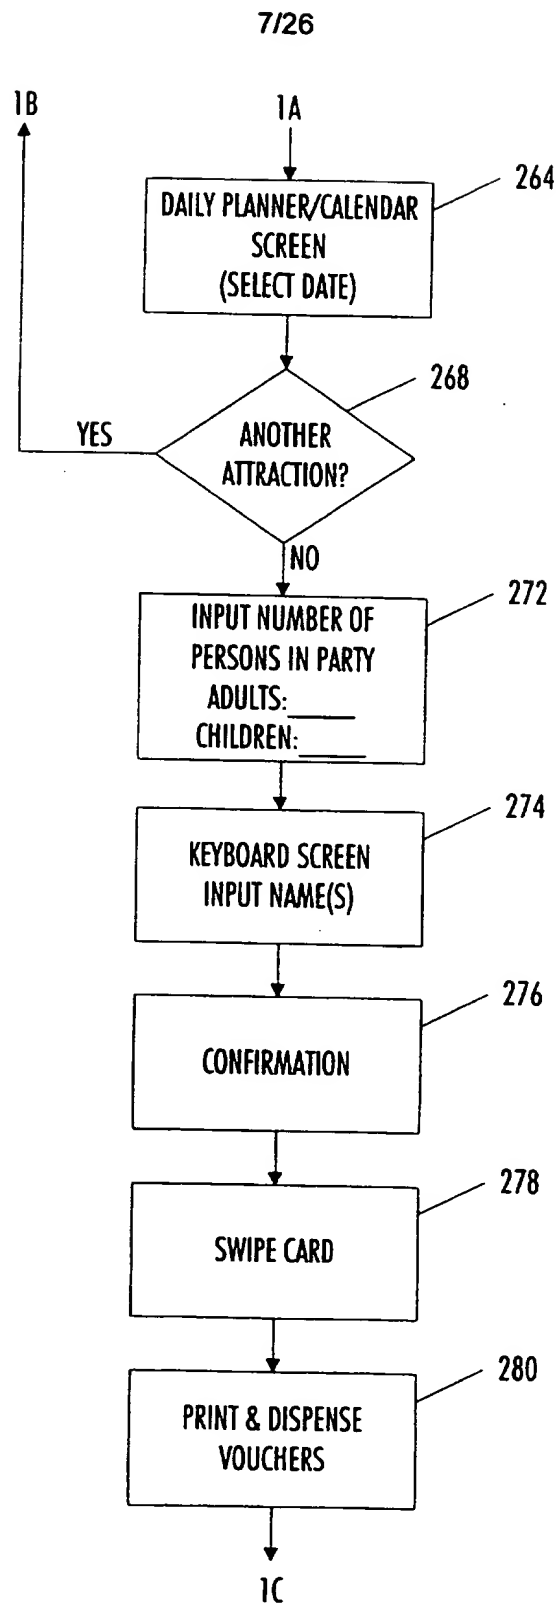 7/26
1B
1A
264
DAILY PLANNER/CALENDAR
SCREEN
(SELECT DATE)
268
YES
ANOTHER
ATTRACTION?
NO
272
INPUT NUMBER OF
PERSONS IN PARTY
ADULTS:_____
CHILDREN:_____
274
KEYBOARD SCREEN
INPUT NAME(S)
276
CONFIRMATION
278
SWIPE CARD
280
PRINT & DISPENSE
VOUCHERS
1C